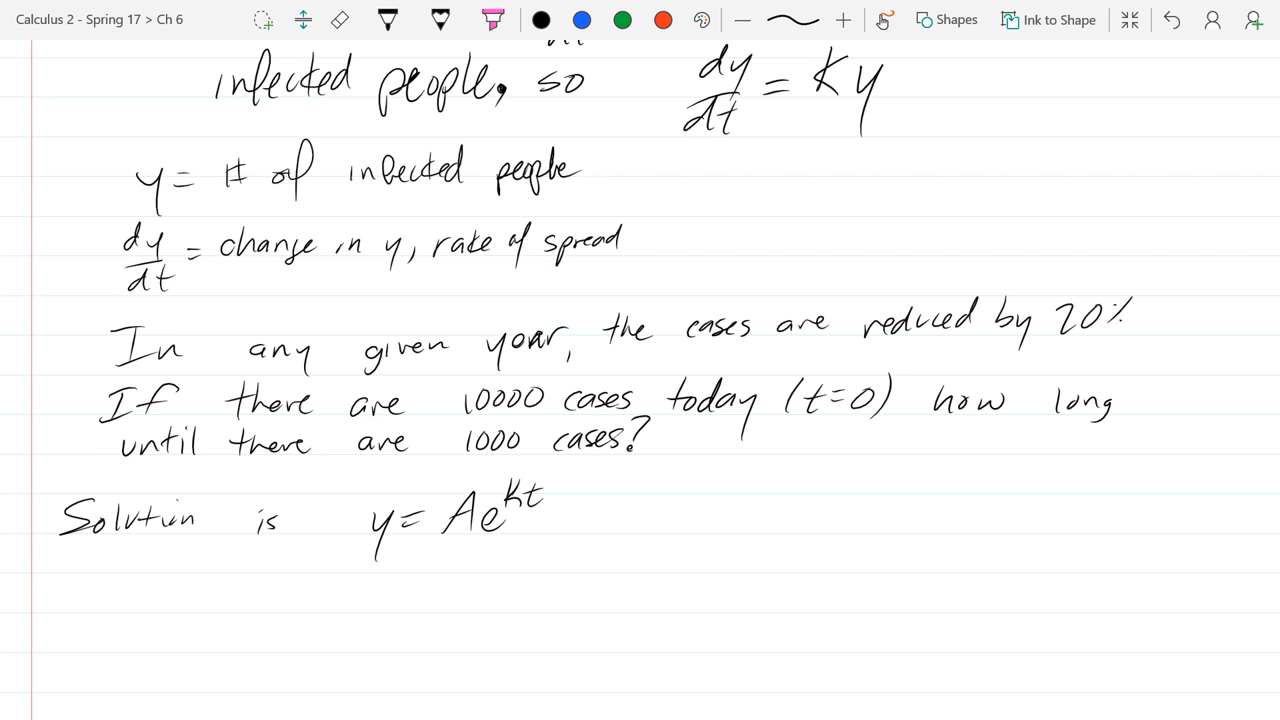 Calculus 2 - Spring 17 > Ch 6
Shapes
Ink to Shape
infected people, so dy/dt = Ky
y = # of infected people
dy/dt = change in y, rate of spread
In any given year, the cases are reduced by 20%
If there are 10000 cases today (t=0) how long
until there are 1000 cases?
Solution is y = Ae^Kt